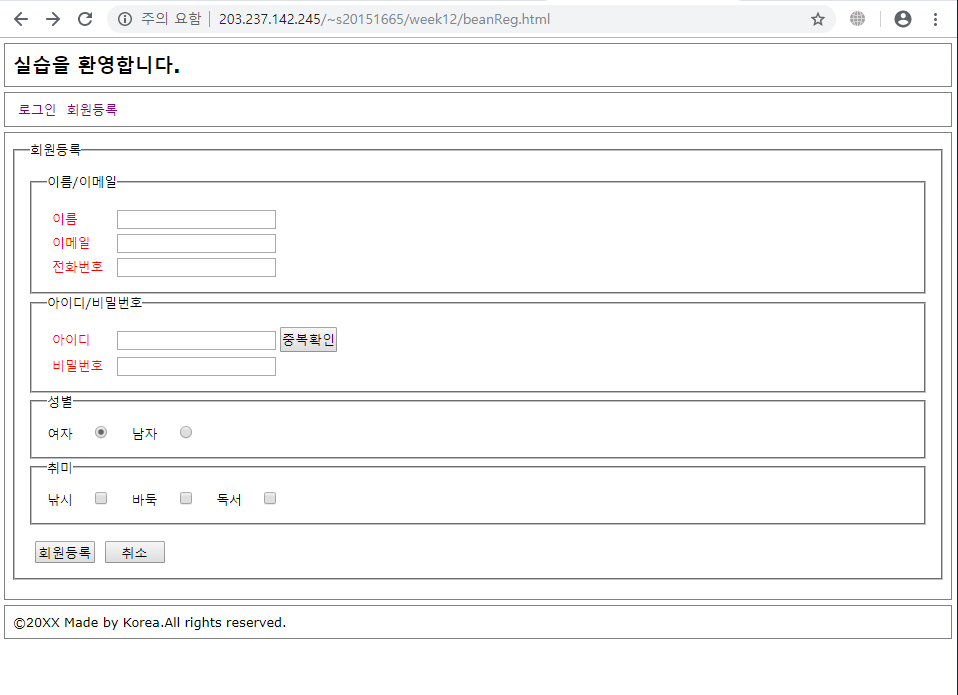 주의 요함 203.237.142.245/~s20151665/week12/beanReg.html
실습을 환영합니다.
로그인 회원등록
회원등록
이름/이메일
이름
이메일
전화번호
아이디/비밀번호
아이디 중복확인
비밀번호
성별
여자 남자
취미
낚시 바둑 독서
회원등록 취소
©20XX Made by Korea.All rights reserved.